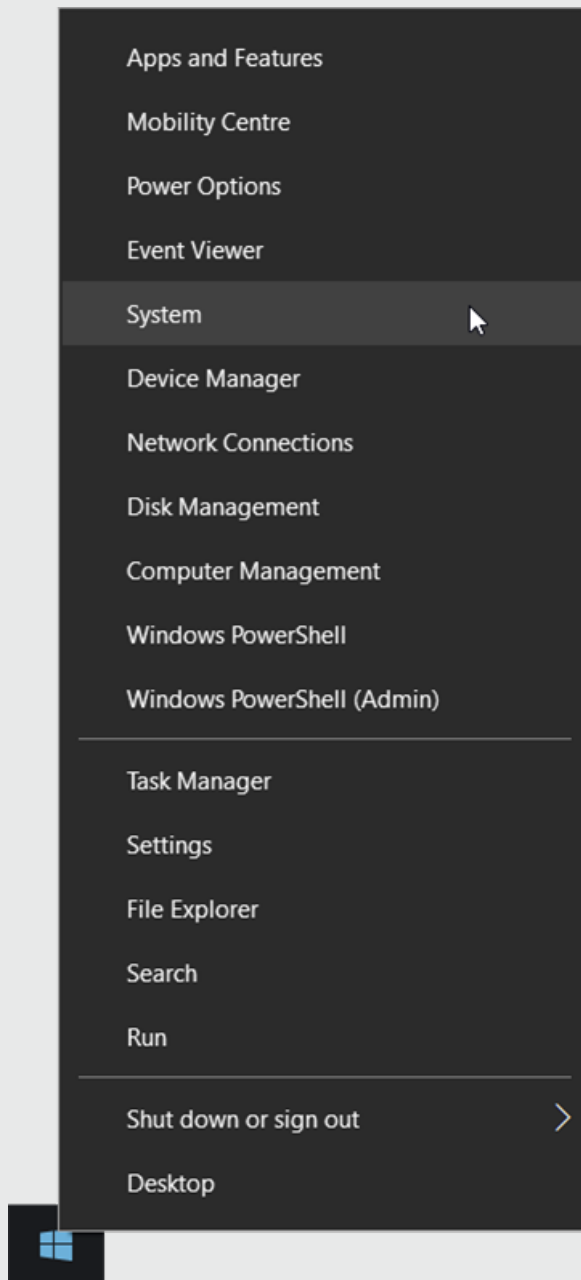 Apps and Features
Mobility Centre
Power Options
Event Viewer
System
Device Manager
Network Connections
Disk Management
Computer Management
Windows PowerShell
Windows PowerShell (Admin)
Task Manager
Settings
File Explorer
Search
Run
Shut down or sign out
Desktop